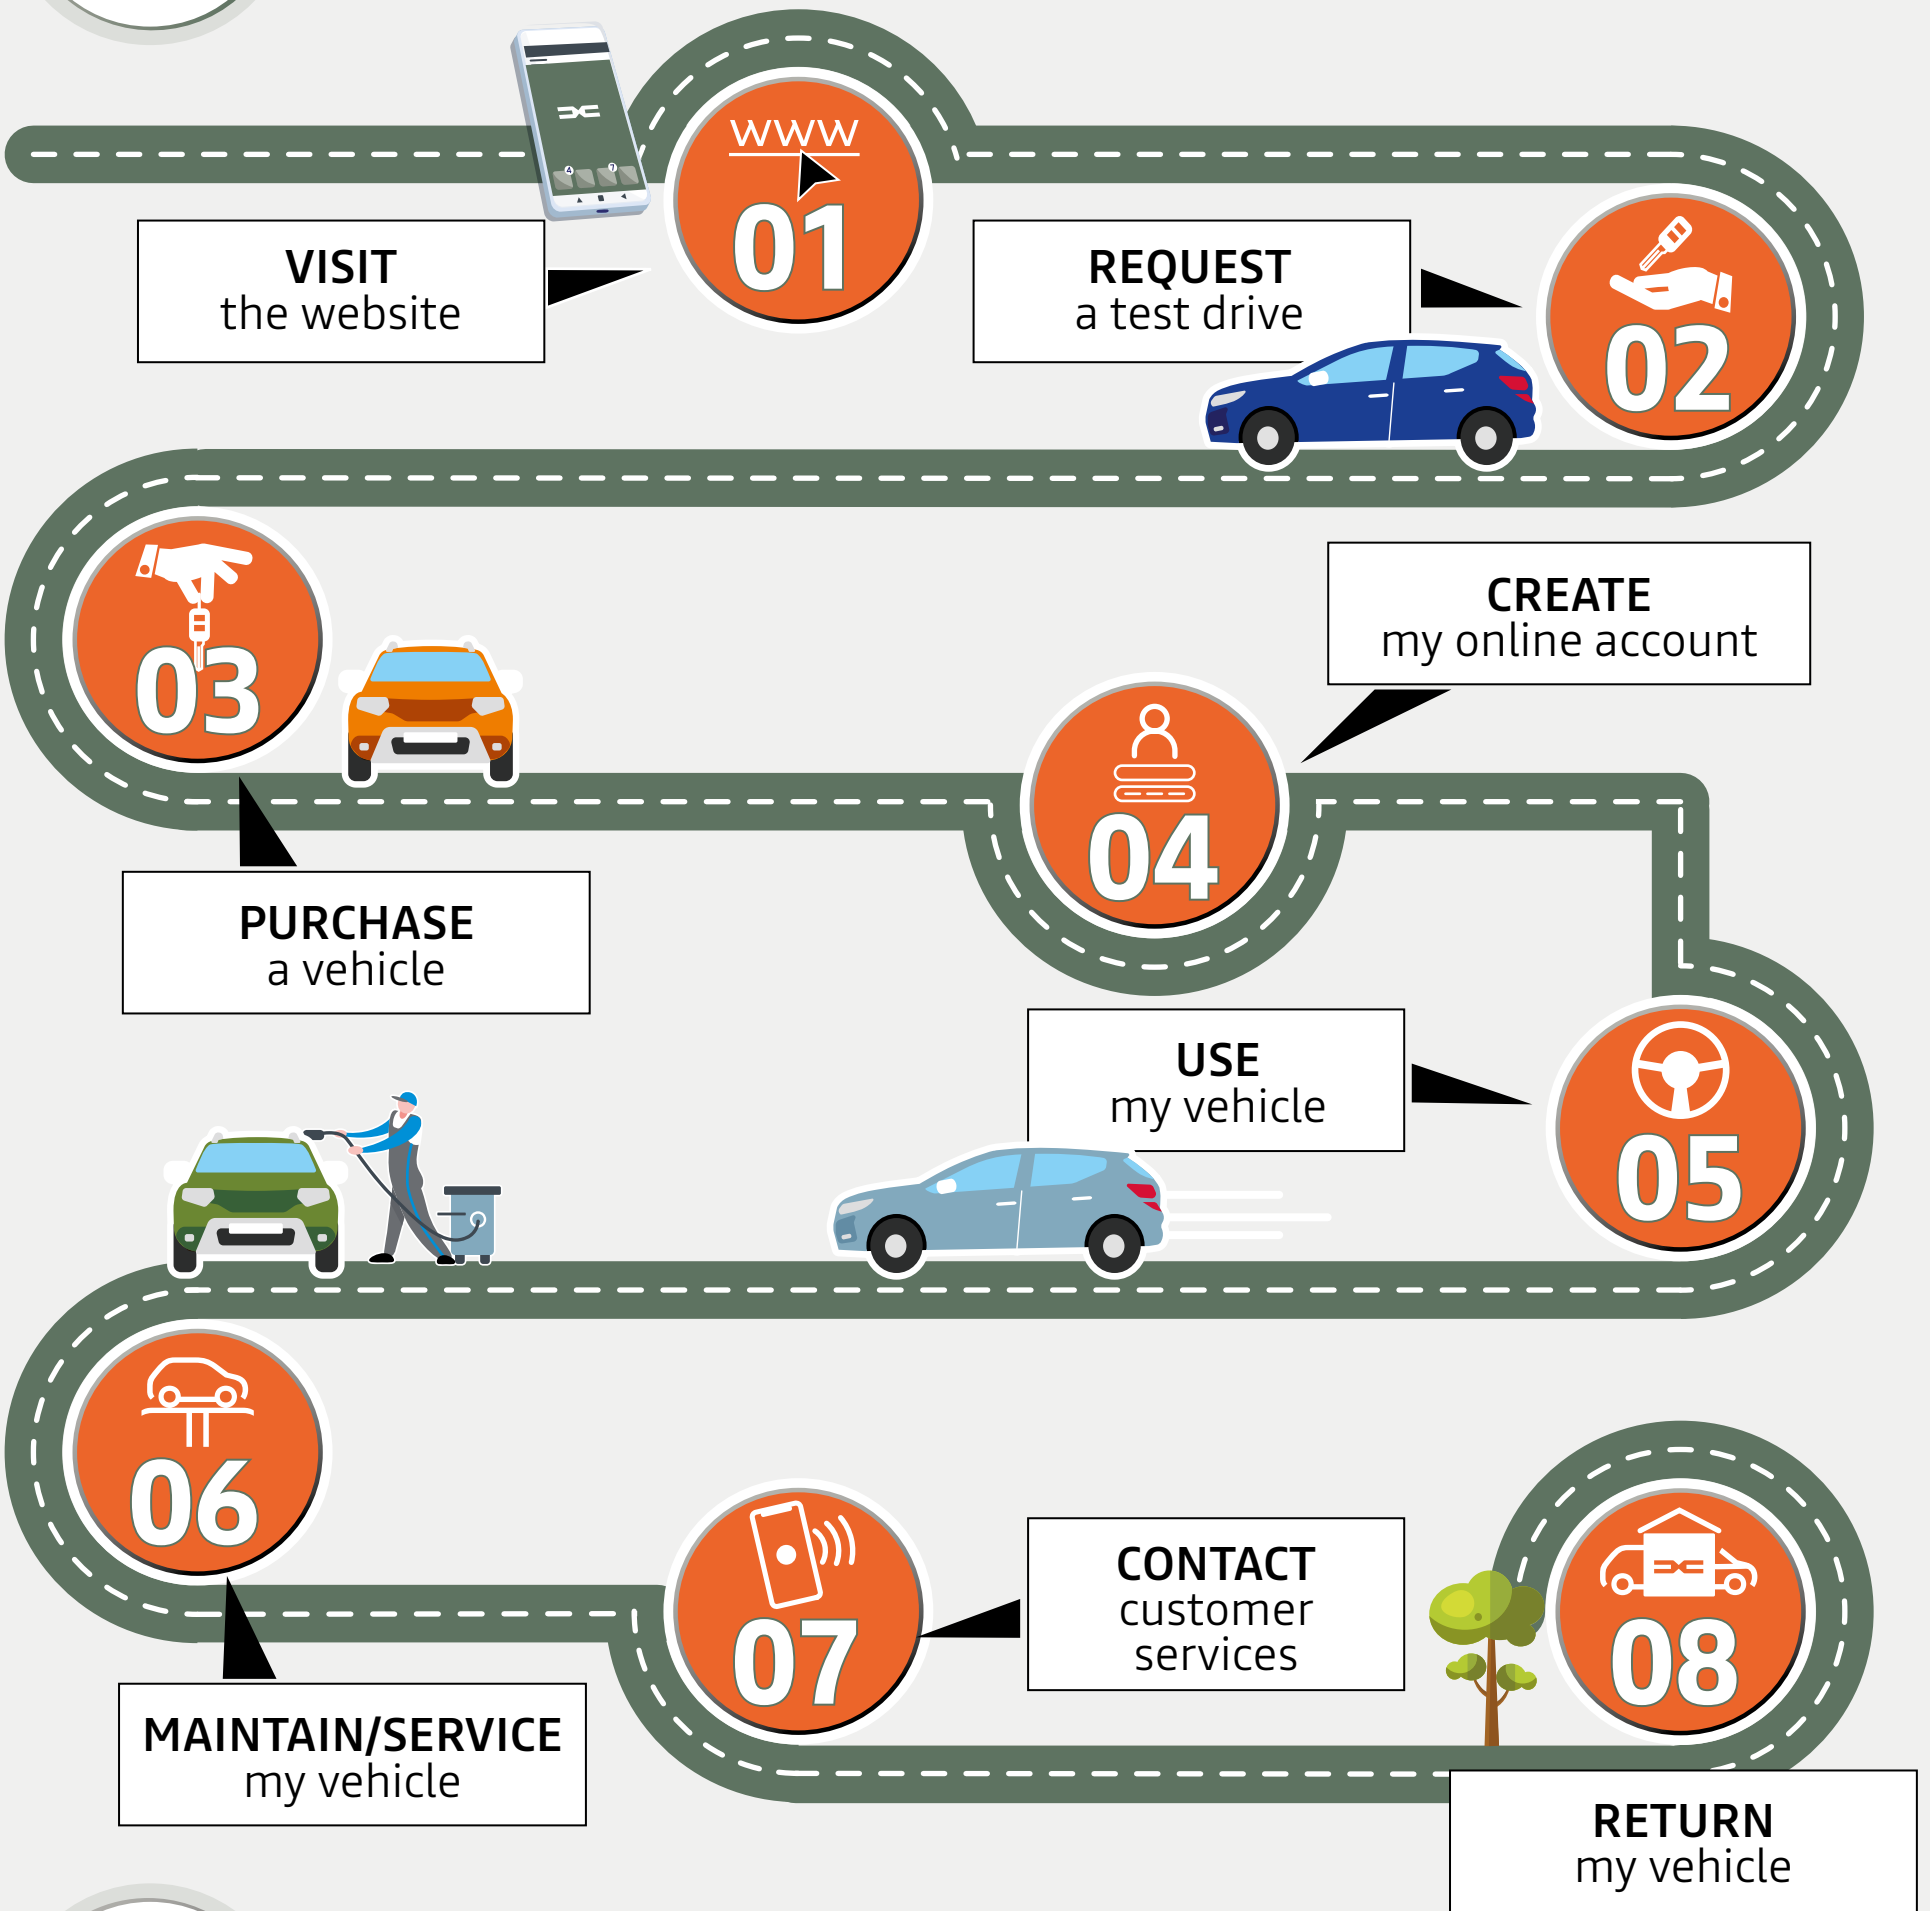 www
01
VISIT
the website
REQUEST
a test drive
02
03
PURCHASE
a vehicle
CREATE
my online account
04
USE
my vehicle
05
06
MAINTAIN/SERVICE
my vehicle
07
CONTACT
customer
services
08
RETURN
my vehicle